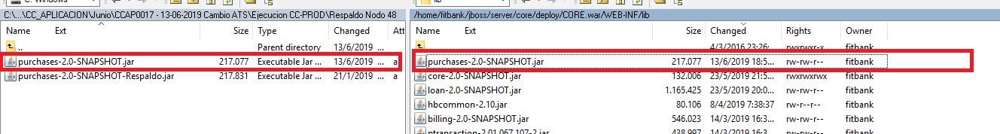 C: Windows
lib
C:\...\CC_APLICACION\Junio\CCAP0017 - 13-06-2019 Cambio ATS\Ejecucion CC-PROD\Respaldo Nodo 48
/home/fitbank/jboss/server/core/deploy/CORE.war/WEB-INF/lib
Name Ext Size Type Changed Att
Name Ext Size Changed Rights Owner
.. Parent directory 13/6/2019 ...
4/3/2016 23:26: rwxrwxr-x fitbank
purchases-2.0-SNAPSHOT.jar 217.077 Executable Jar ... 13/6/2019 ... a
purchases-2.0-SNAPSHOT.jar 217.077 13/6/2019 18:5... rw-rw-r-- fitbank
purchases-2.0-SNAPSHOT-Respaldo.jar 217.831 Executable Jar ... 21/1/2019 ... a
core-2.0-SNAPSHOT.jar 132.006 23/5/2019 21:5... rwxrwxrwx fitbank
loan-2.0-SNAPSHOT.jar 1.165.425 23/5/2019 20:0... rw-rw-r-- fitbank
hbcommon-2.10.jar 80.106 8/4/2019 7:38:37 rw-r--r-- fitbank
billing-2.0-SNAPSHOT.jar 546.023 14/3/2019 16:3... rw-rw-r-- fitbank
ptransaction-2.01.067.107-2.jar 438.997 14/3/2019 16:3... rw-rw-r-- fitbank